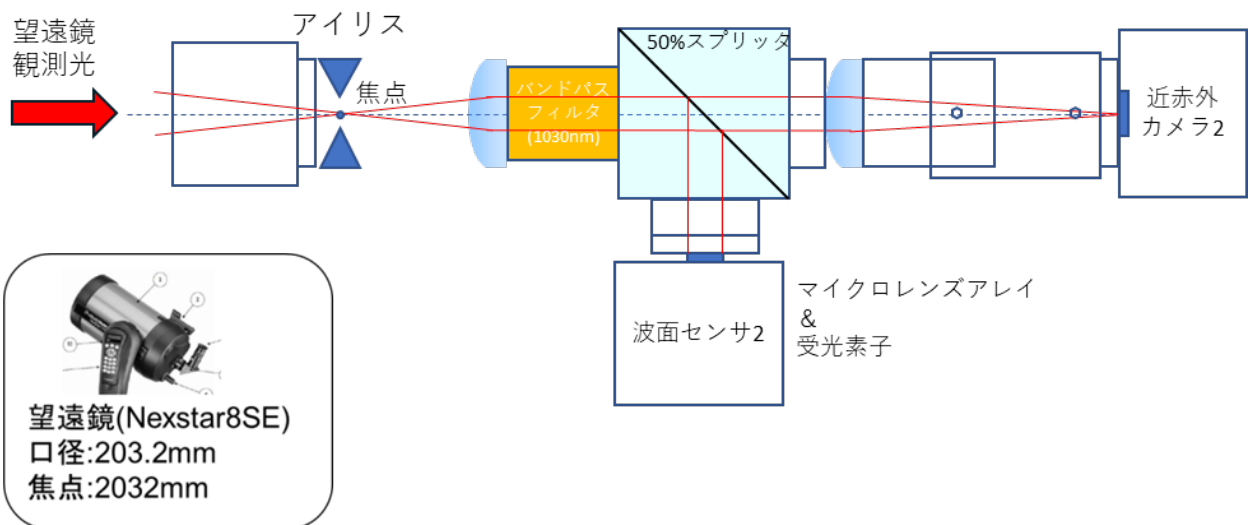 望遠鏡
観測光
アイリス
焦点
バンドパス
フィルタ
(1030nm)
50%スプリッタ
近赤外
カメラ2
波面センサ2
マイクロレンズアレイ
&
受光素子
望遠鏡(Nexstar8SE)
口径:203.2mm
焦点:2032mm